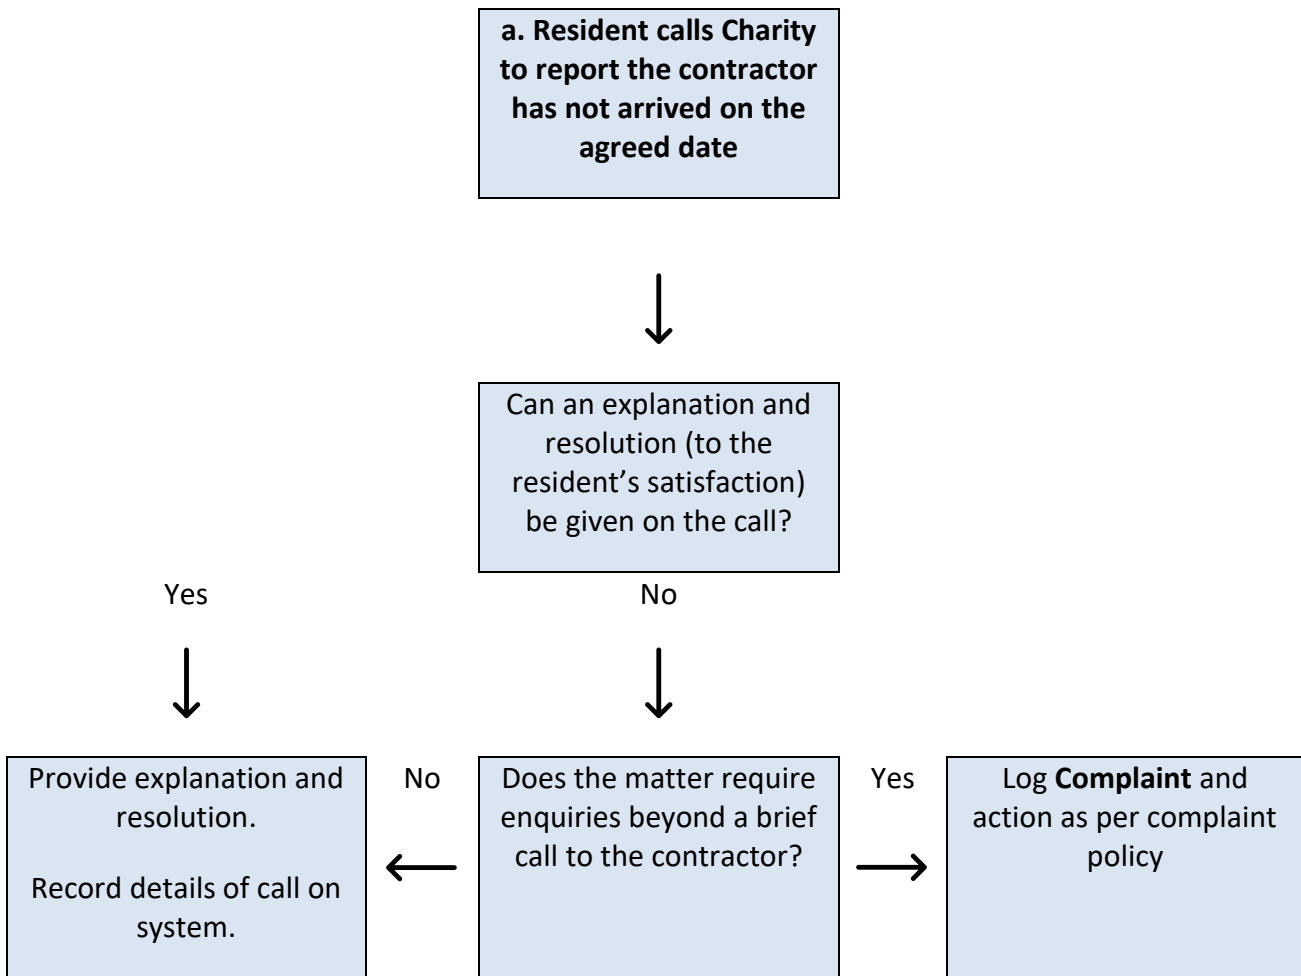 a. Resident calls Charity
to report the contractor
has not arrived on the
agreed date
Can an explanation and
resolution (to the
resident’s satisfaction)
be given on the call?
Yes
No
Provide explanation and
resolution.
Record details of call on
system.
No
Does the matter require
enquiries beyond a brief
call to the contractor?
Yes
Log Complaint and
action as per complaint
policy